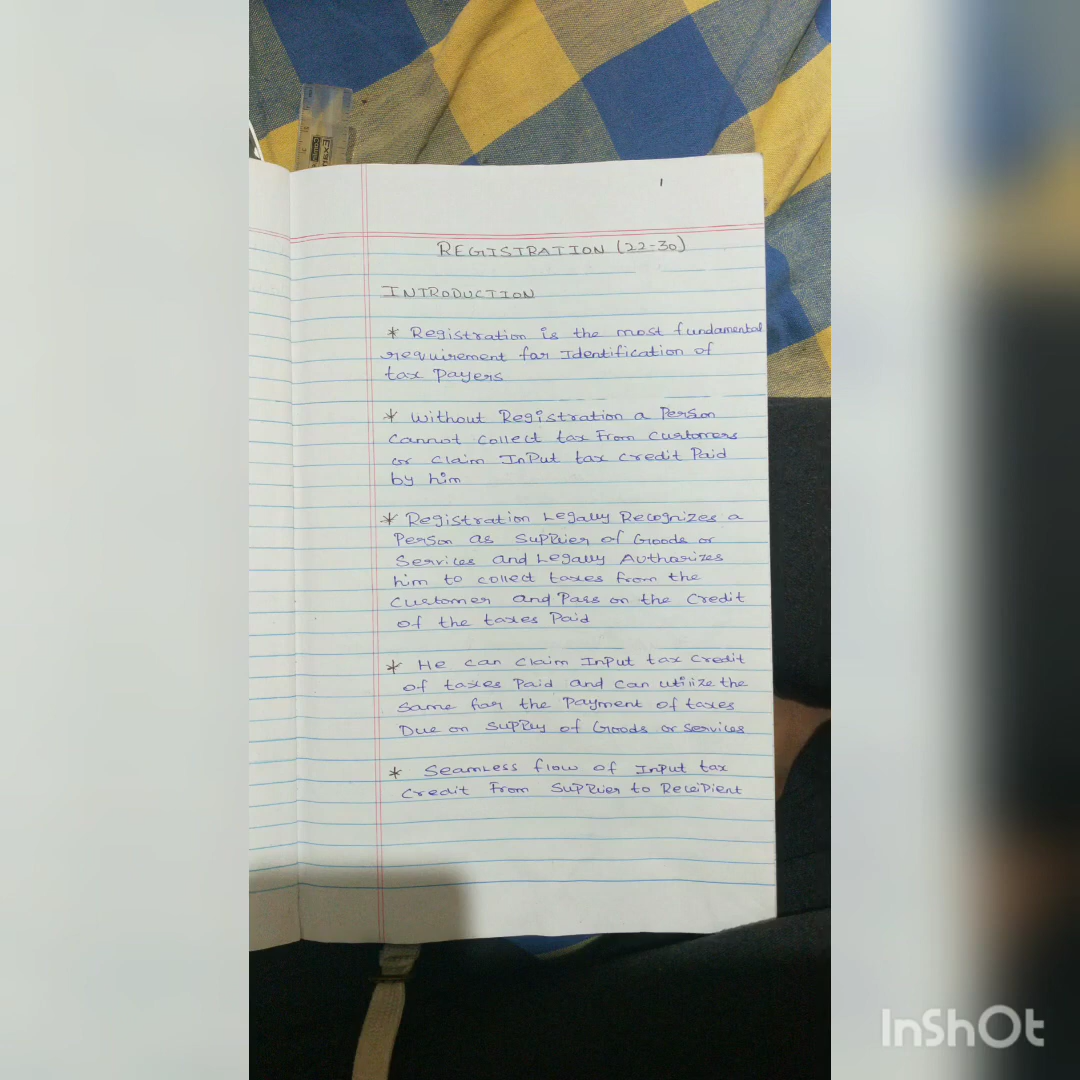 1
REGISTRATION (22-30)
INTRODUCTION
* Registration is the most fundamental
requirement for Identification of
tax Payers
* Without Registration a Person
Cannot Collect tax From Customers
or Claim InPut tax credit Paid
by him
* Registration Legally Recognizes a
Person as Supplier of Goods or
Services and Legally Authorizes
him to collect taxes from the
Customer and Pass on the Credit
of the taxes Paid
* He can claim InPut tax Credit
of taxes Paid and Can utilize the
Same for the Payment of taxes
Due on Supply of Goods or Services
* Seamless flow of InPut tax
Credit From Supplier to Recipient
InShOt